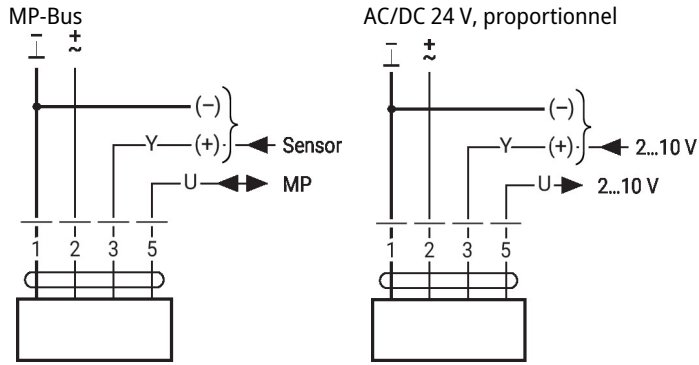 MP-Bus
− +
⊥ ~
(−)
Y (+) Sensor
U MP
1 2 3 5
AC/DC 24 V, proportionnel
− +
⊥ ~
(−)
Y (+) 2...10 V
U 2...10 V
1 2 3 5